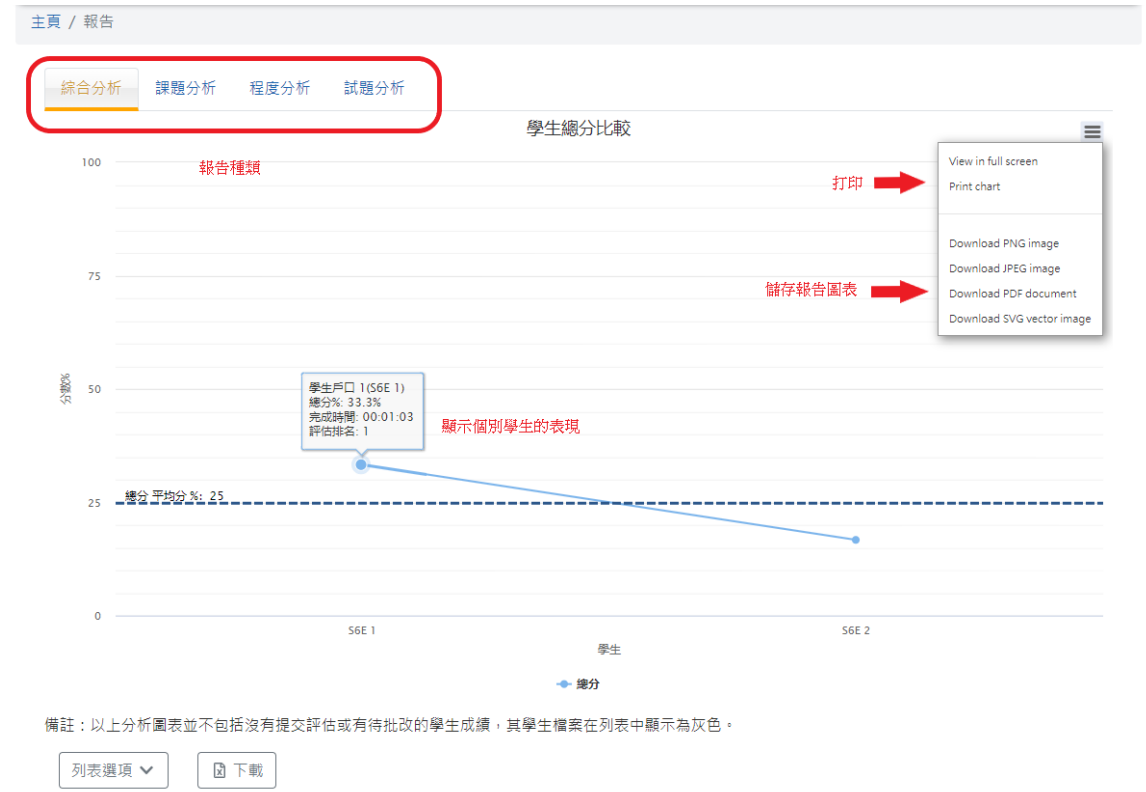 主頁 / 報告
綜合分析 課題分析 程度分析 試題分析
學生總分比較
報告種類
打印
View in full screen
Print chart
儲存報告圖表
Download PNG image
Download JPEG image
Download PDF document
Download SVG vector image
100
75
50
25
0
分數%
學生戶口 1(S6E 1)
總分%: 33.3%
完成時間: 00:01:03
評估排名: 1
顯示個別學生的表現
總分 平均分 %: 25
S6E 1
S6E 2
學生
總分
備註：以上分析圖表並不包括沒有提交評估或有待批改的學生成績，其學生檔案在列表中顯示為灰色。
列表選項
下載